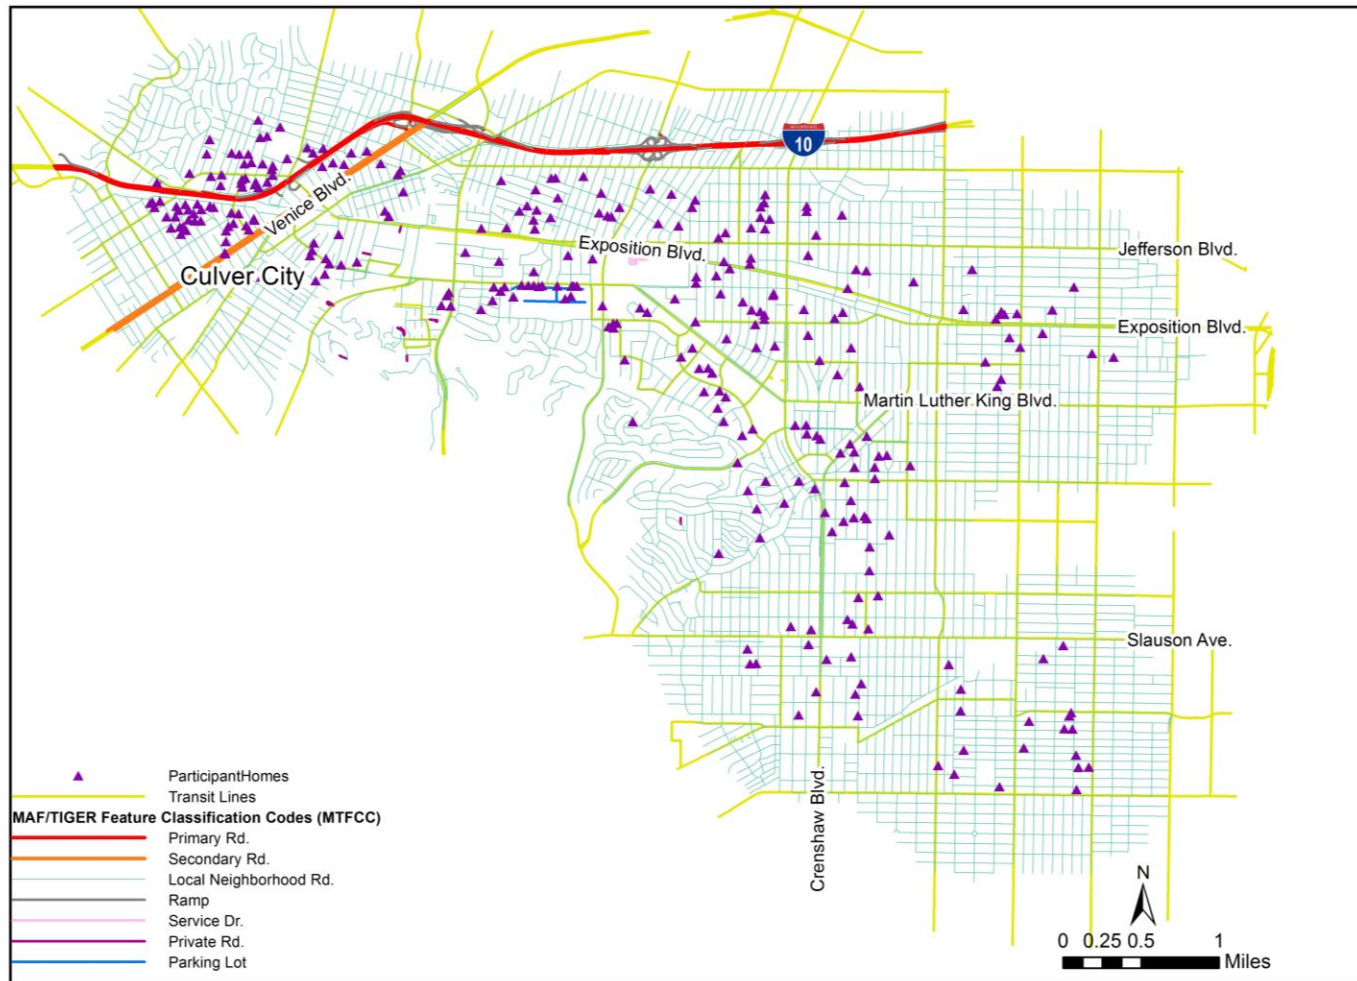 10
Venice Blvd.
Exposition Blvd.
Jefferson Blvd.
Culver City
Exposition Blvd.
Martin Luther King Blvd.
Slauson Ave.
Crenshaw Blvd.
ParticipantHomes
Transit Lines
MAF/TIGER Feature Classification Codes (MTFCC)
Primary Rd.
Secondary Rd.
Local Neighborhood Rd.
Ramp
Service Dr.
Private Rd.
Parking Lot
N
0 0.25 0.5 1
Miles